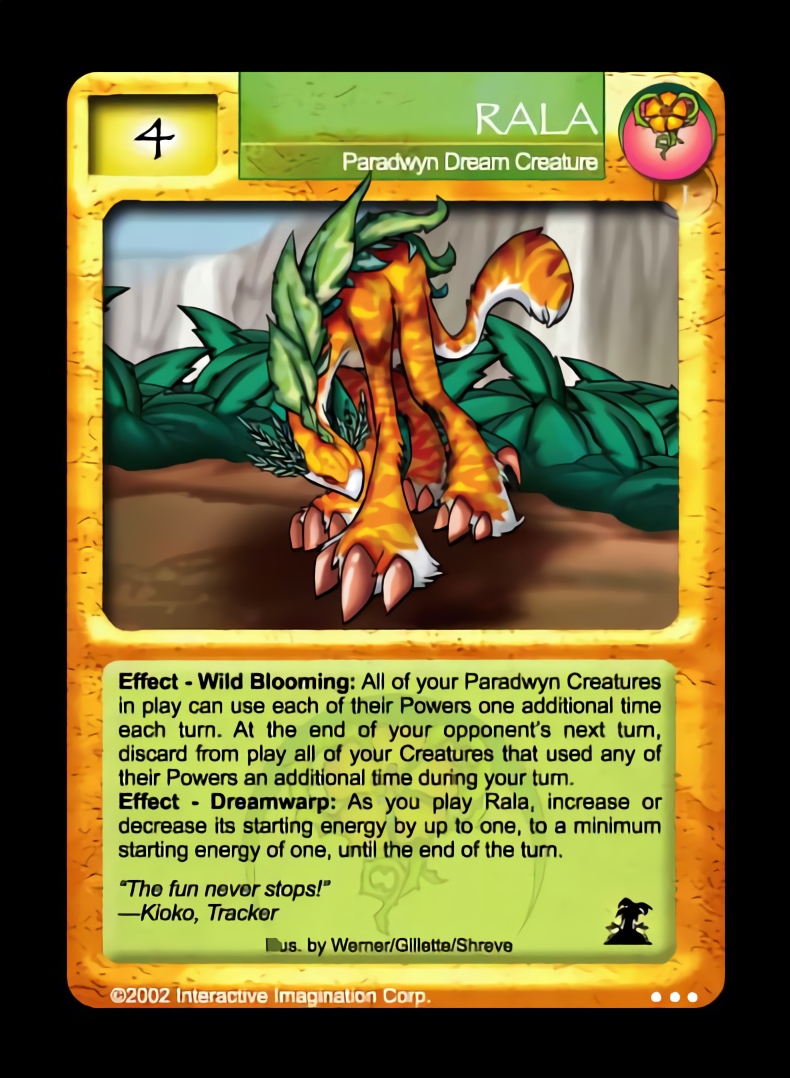 4
RALA
Paradwyn Dream Creature
1
Effect - Wild Blooming: All of your Paradwyn Creatures
in play can use each of their Powers one additional time
each turn. At the end of your opponent's next turn,
discard from play all of your Creatures that used any of
their Powers an additional time during your turn.
Effect - Dreamwarp: As you play Rala, increase or
decrease its starting energy by up to one, to a minimum
starting energy of one, until the end of the turn.
"The fun never stops!"
—Kioko, Tracker
Illus. by Werner/Gillette/Shreve
©2002 Interactive Imagination Corp.